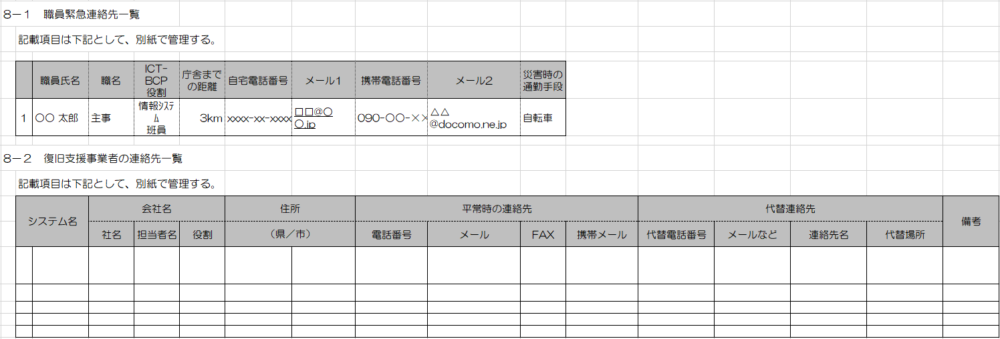 ８－１　職員緊急連絡先一覧
記載項目は下記として、別紙で管理する。
職員氏名 職名 ICT-BCP役割 庁舎までの距離 自宅電話番号 メール1 携帯電話番号 メール2 災害時の通勤手段
1 〇〇 太郎 主事 情報ｼｽﾃﾑ班員 3km xxxx-xx-xxxx □□@〇〇.jp 090-〇〇-×× △△@docomo.ne.jp 自転車
８－２　復旧支援事業者の連絡先一覧
記載項目は下記として、別紙で管理する。
システム名 会社名 住所 平常時の連絡先 代替連絡先 備考
社名 担当者名 役割 （県／市） 電話番号 メール FAX 携帯メール 代替電話番号 メールなど 連絡先名 代替場所